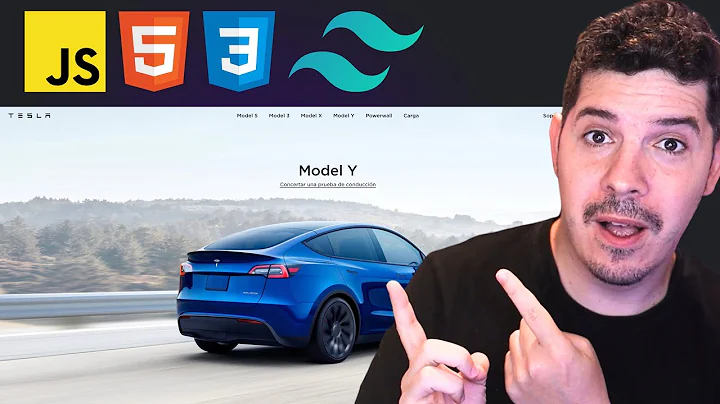 JS
5
3
TESLA
Model S Model 3 Model X Model Y Powerwall Carga Sop
Model Y
Concertar una prueba de conducción